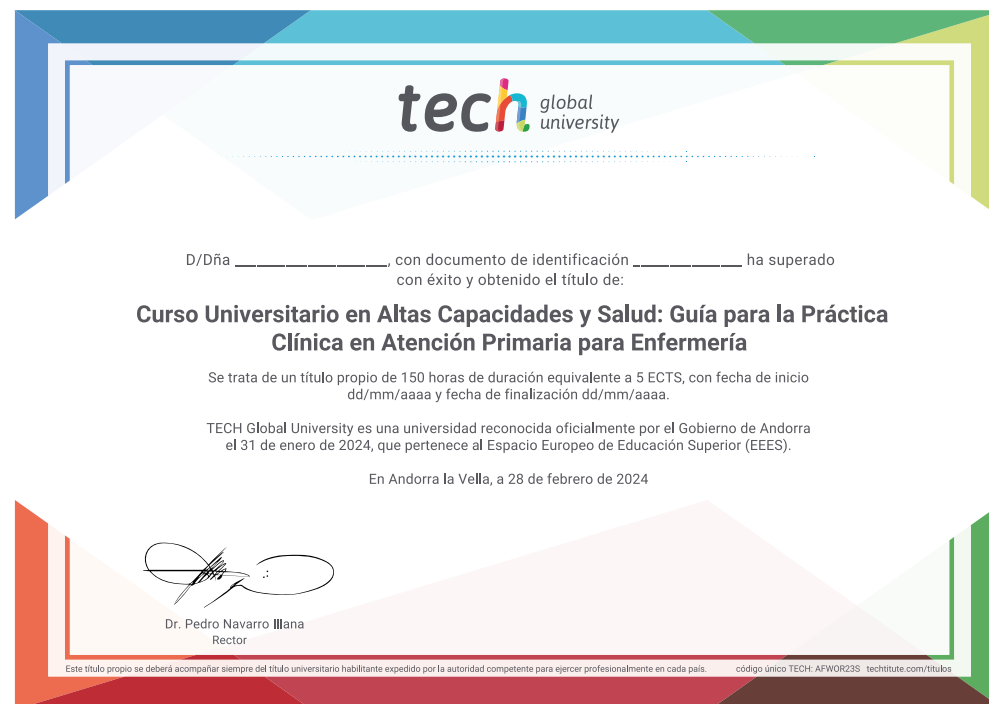 tech global university
D/Dña ________________, con documento de identificación ____________ ha superado
con éxito y obtenido el título de:
Curso Universitario en Altas Capacidades y Salud: Guía para la Práctica
Clínica en Atención Primaria para Enfermería
Se trata de un título propio de 150 horas de duración equivalente a 5 ECTS, con fecha de inicio
dd/mm/aaaa y fecha de finalización dd/mm/aaaa.
TECH Global University es una universidad reconocida oficialmente por el Gobierno de Andorra
el 31 de enero de 2024, que pertenece al Espacio Europeo de Educación Superior (EEES).
En Andorra la Vella, a 28 de febrero de 2024
Dr. Pedro Navarro Illana
Rector
Este título propio se deberá acompañar siempre del título universitario habilitante expedido por la autoridad competente para ejercer profesionalmente en cada país. código único TECH: AFWOR23S techtitute.com/titulos